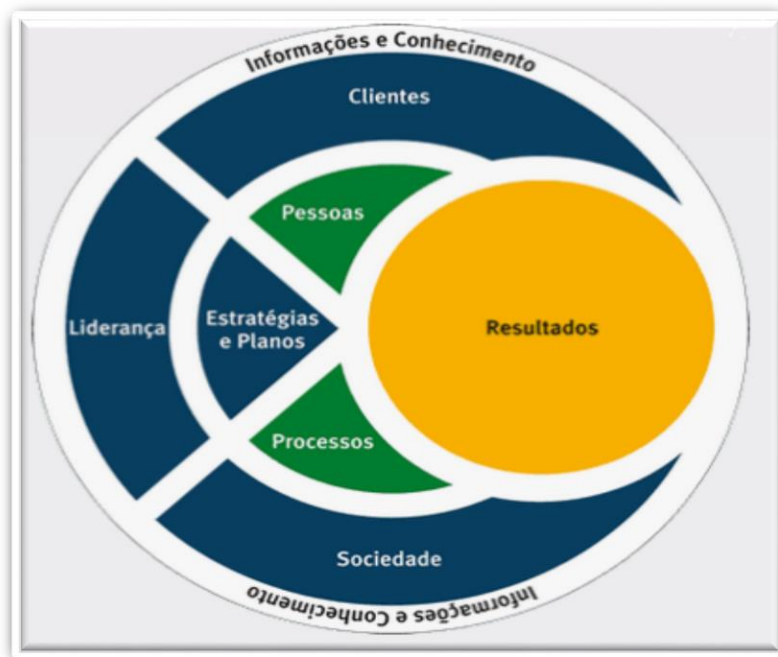 Informações e Conhecimento
Clientes
Pessoas
Liderança
Estratégias
e Planos
Resultados
Processos
Sociedade
Informações e Conhecimento